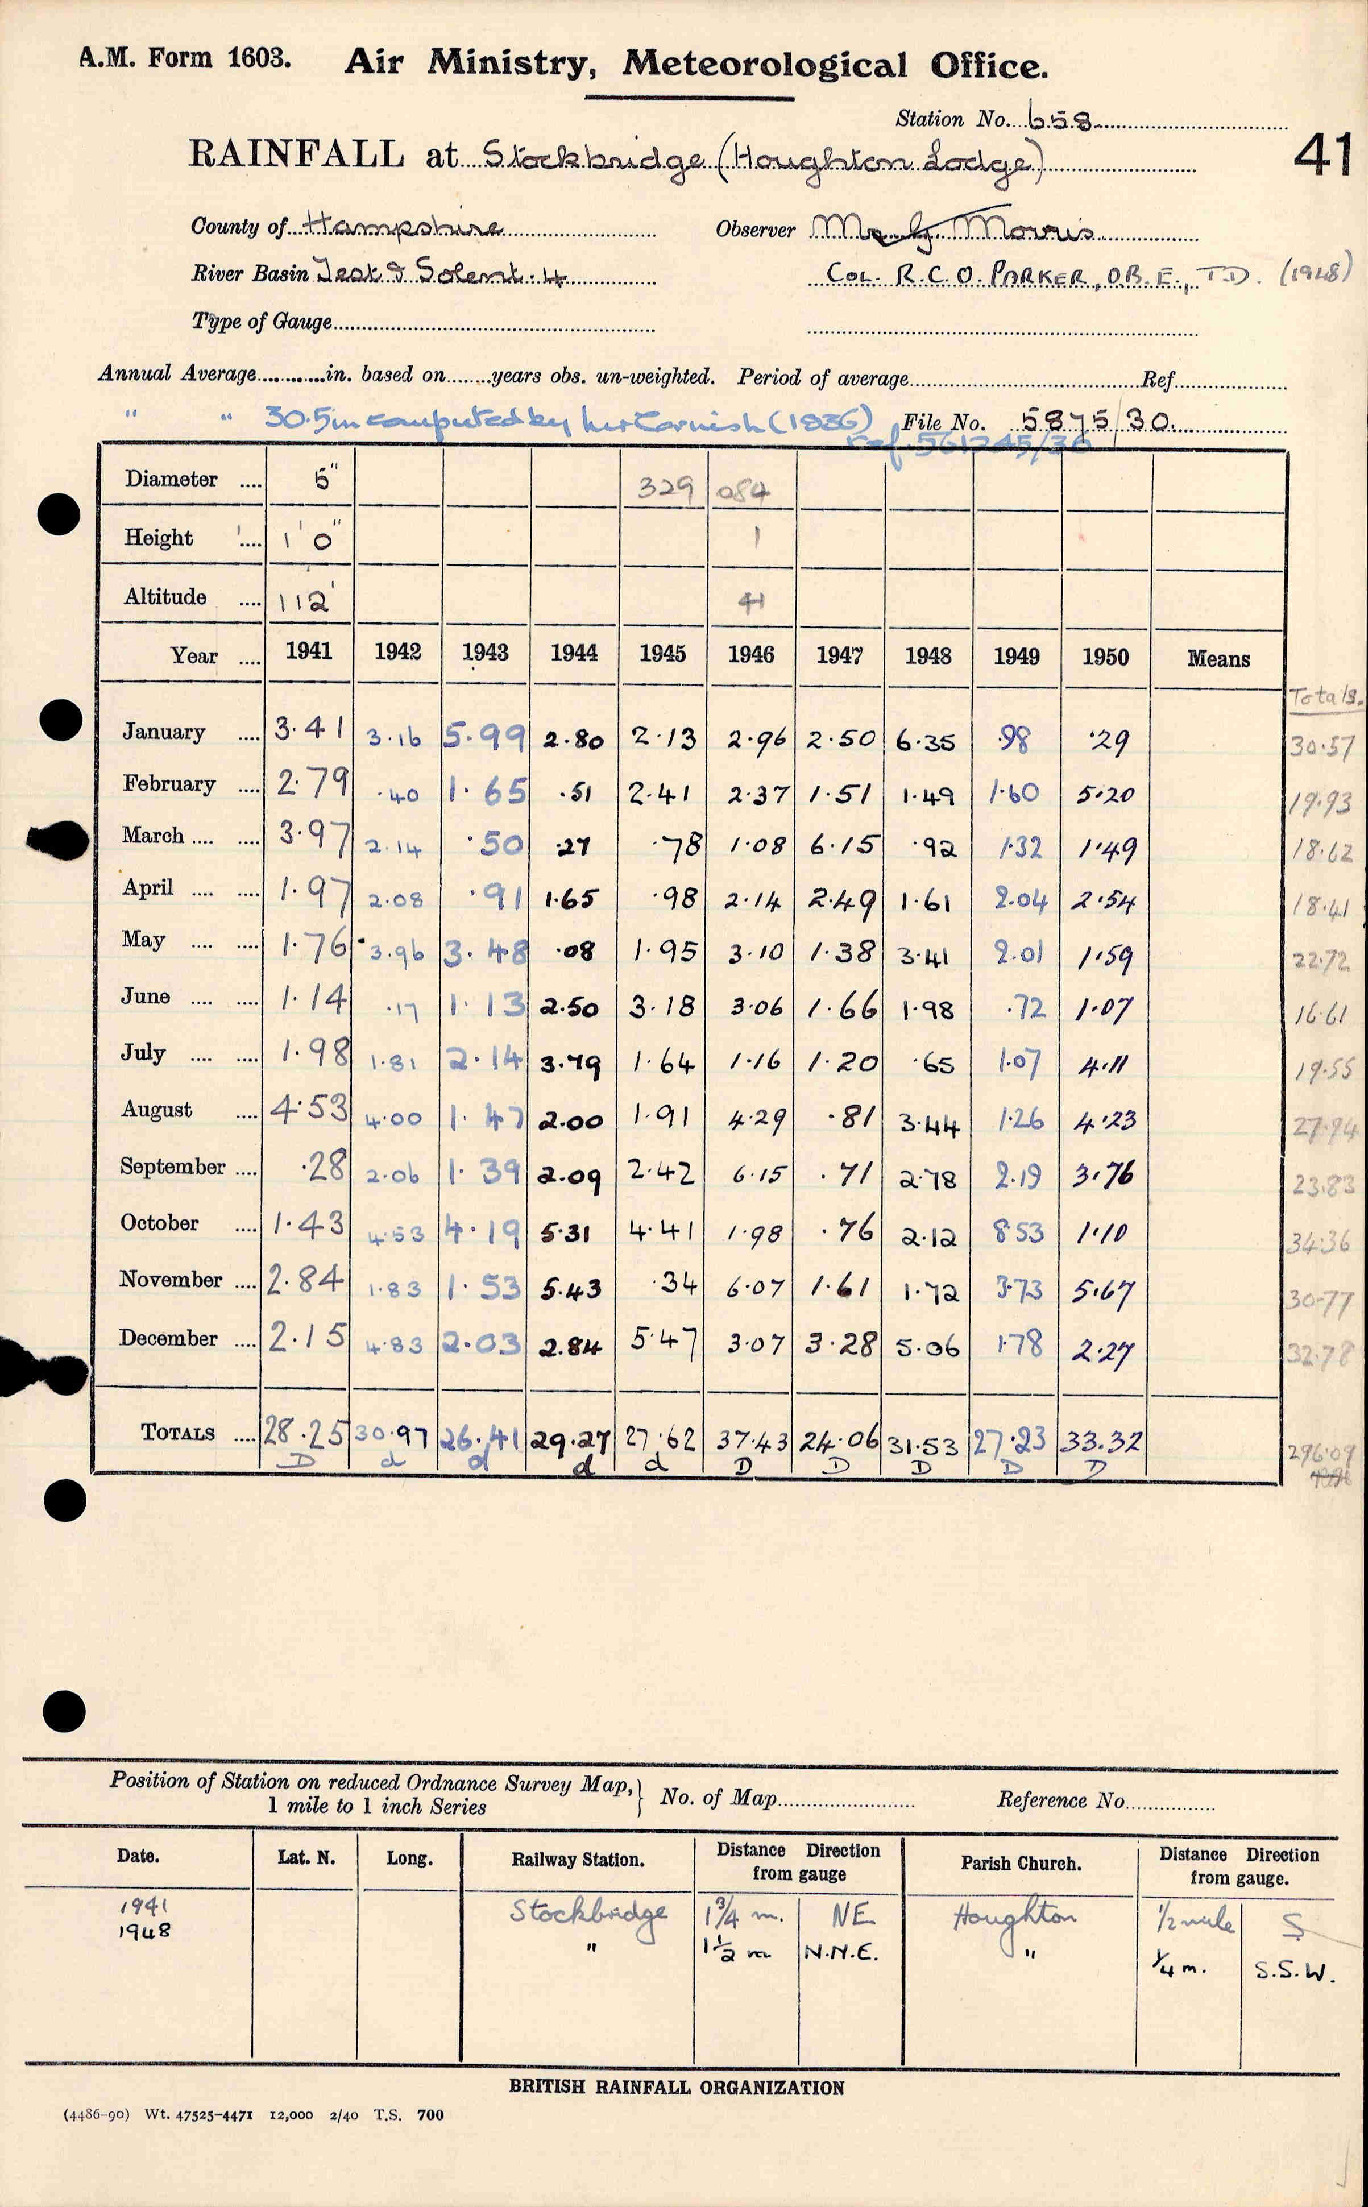 A.M. Form 1603. Air Ministry, Meteorological Office.
Station No. 658
41
RAINFALL at Stockbridge (Houghton Lodge)
County of Hampshire Observer Mr. G. Morris
River Basin Test & Solent. 4 COL. R.C.O. PARKER, O.B.E., T.D. (1948)
Type of Gauge
Annual Average in. based on years obs. un-weighted. Period of average Ref
" " 30.5in computed by Mr Cornish (1936) File No. 5875/30
ref. 561245/36
Diameter .... 5" 329 084
Height .... 1' 0" 1
Altitude .... 112' 41
Year .... 1941 1942 1943 1944 1945 1946 1947 1948 1949 1950 Means
Totals.
January .... 3.41 3.16 5.99 2.80 2.13 2.96 2.50 6.35 .98 .29 30.57
February .... 2.79 .40 1.65 .51 2.41 2.37 1.51 1.49 1.60 5.20 19.93
March .... .... 3.97 2.14 .50 .27 .78 1.08 6.15 .92 1.32 1.49 18.62
April .... .... 1.97 2.08 .91 1.65 .98 2.14 2.49 1.61 2.04 2.54 18.41
May .... .... 1.76 3.96 3.48 .08 1.95 3.10 1.38 3.41 2.01 1.59 22.72
June .... .... 1.14 .17 1.13 2.50 3.18 3.06 1.66 1.98 .72 1.07 16.61
July .... .... 1.98 1.81 2.14 3.79 1.64 1.16 1.20 .65 1.07 4.11 19.55
August .... 4.53 4.00 1.47 2.00 1.91 4.29 .81 3.44 1.26 4.23 27.94
September .... .28 2.06 1.39 2.09 2.42 6.15 .71 2.78 2.19 3.76 23.83
October .... 1.43 4.53 4.19 5.31 4.41 1.98 .76 2.12 8.53 1.10 34.36
November .... 2.84 1.83 1.53 5.43 .34 6.07 1.61 1.72 3.73 5.67 30.77
December .... 2.15 4.83 2.03 2.84 5.47 3.07 3.28 5.06 1.78 2.27 32.78
TOTALS .... 28.25 30.97 26.41 29.27 27.62 37.43 24.06 31.53 27.23 33.32 296.09
D d d d d D D D D D
Position of Station on reduced Ordnance Survey Map, } No. of Map Reference No.
1 mile to 1 inch Series
Date. Lat. N. Long. Railway Station. Distance Direction from gauge Parish Church. Distance Direction from gauge.
1941 Stockbridge 1 3/4 m. NE Houghton 1/2 mile S
1948 " 1 1/2 m N.N.E. " 1/4 m. S.S.W.
BRITISH RAINFALL ORGANIZATION
(4486-90) Wt. 47525-4471 12,000 2/40 T.S. 700